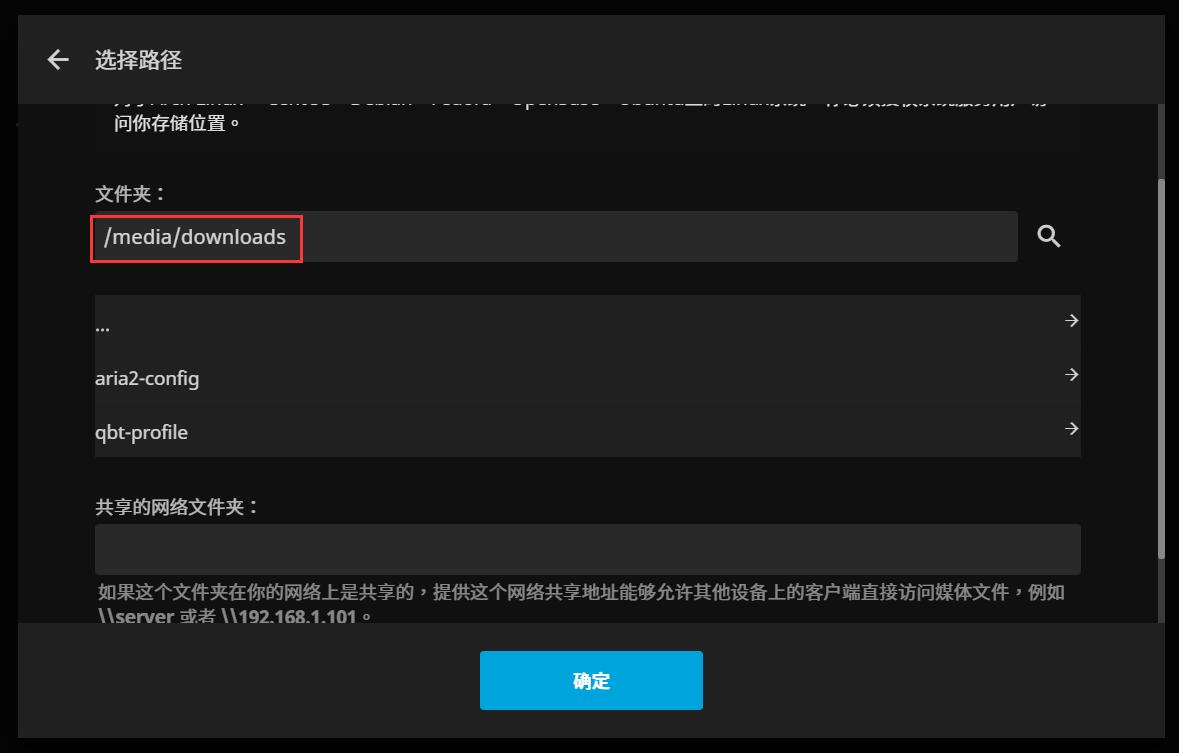 选择路径
问你存储位置。
文件夹：
/media/downloads
...
aria2-config
qbt-profile
共享的网络文件夹：
如果这个文件夹在你的网络上是共享的，提供这个网络共享地址能够允许其他设备上的客户端直接访问媒体文件，例如
\\server 或者 \\192.168.1.101。
确定